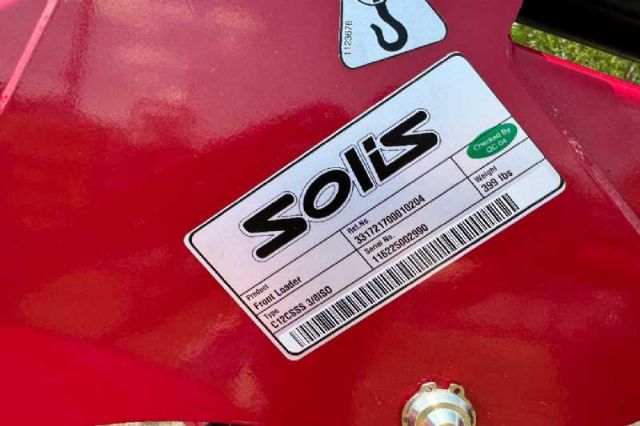 1123676
Solis
Checked By
QC 04
Product
Front Loader
Ref.No.
331721700010204
Weight
399 lbs
Type
C12CSSS 3/8ISO
Serial No.
116225002990